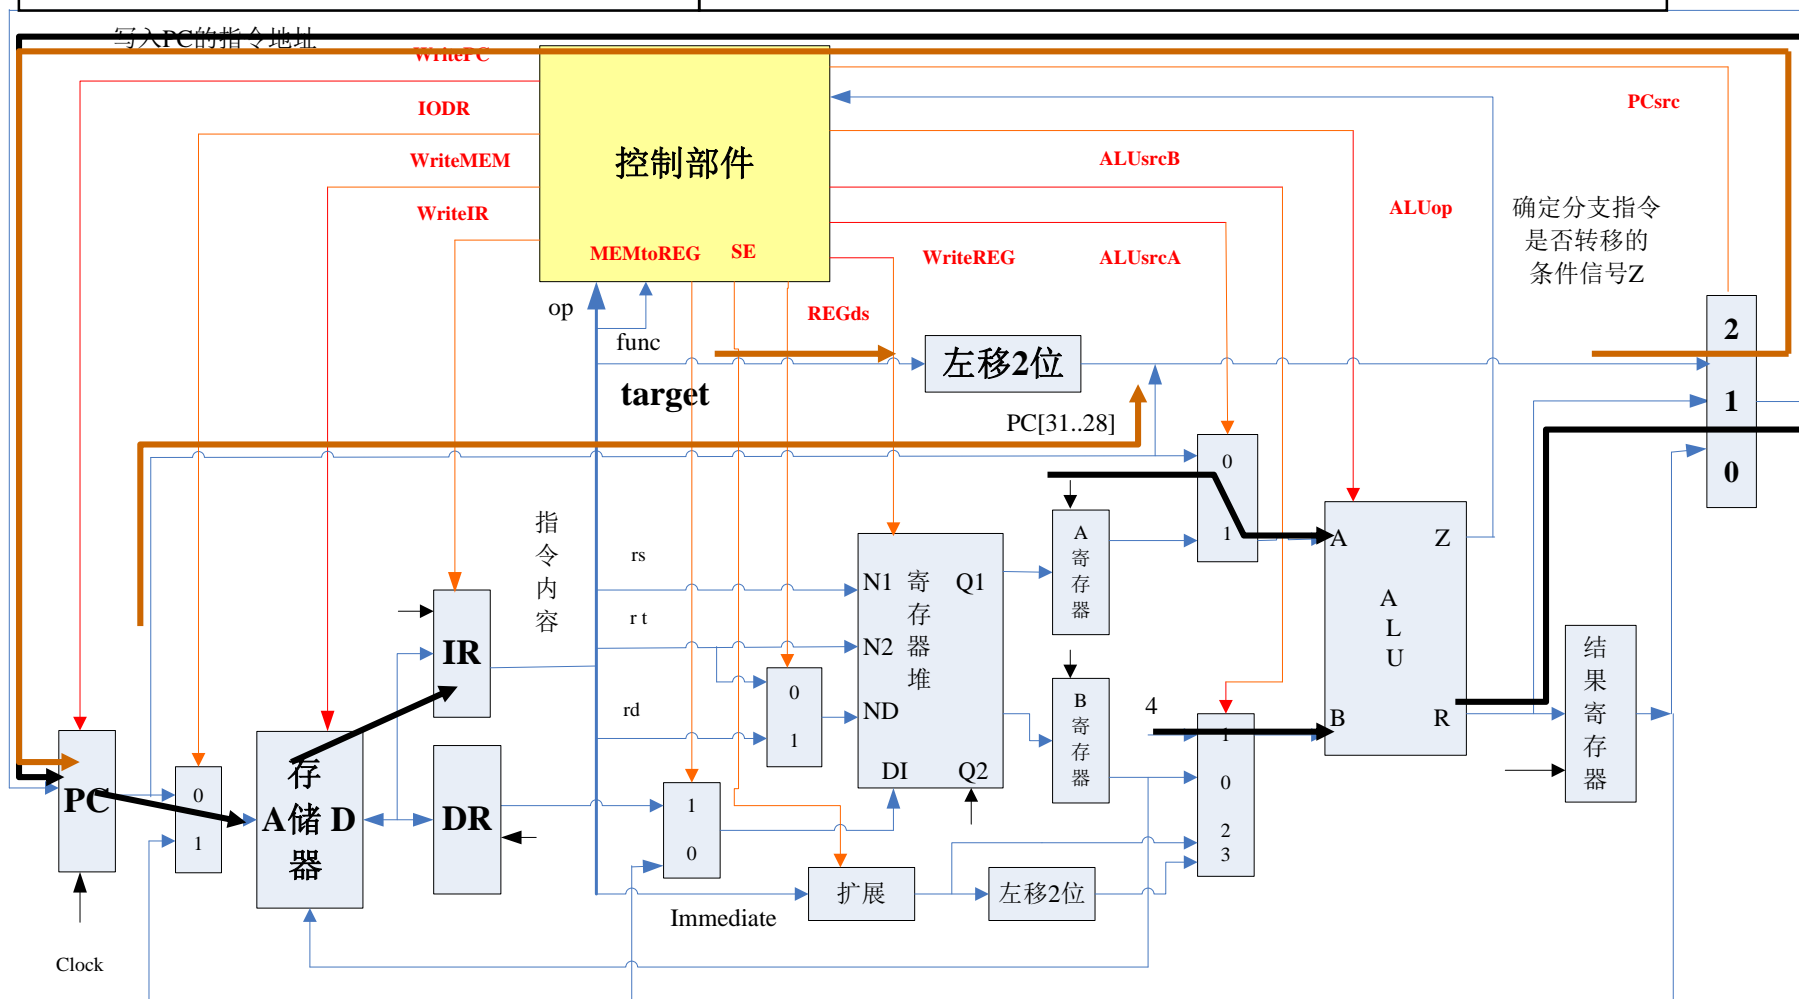 写入PC的指令地址
WritePC
IODR
WriteMEM
WriteIR
控制部件
MEMtoREG
SE
PCsrc
ALUsrcB
ALUop
WriteREG
ALUsrcA
REGds
确定分支指令
是否转移的
条件信号Z
op
func
target
左移2位
PC[31..28]
2
1
0
0
1
指
令
内
容
rs
r t
rd
IR
N1
N2
ND
寄
存
器
堆
Q1
DI
Q2
A
寄
存
器
B
寄
存
器
0
1
A
B
A
L
U
Z
R
结
果
寄
存
器
4
1
0
2
3
PC
0
1
A
存
储
器
D
DR
1
0
扩展
左移2位
Immediate
Clock